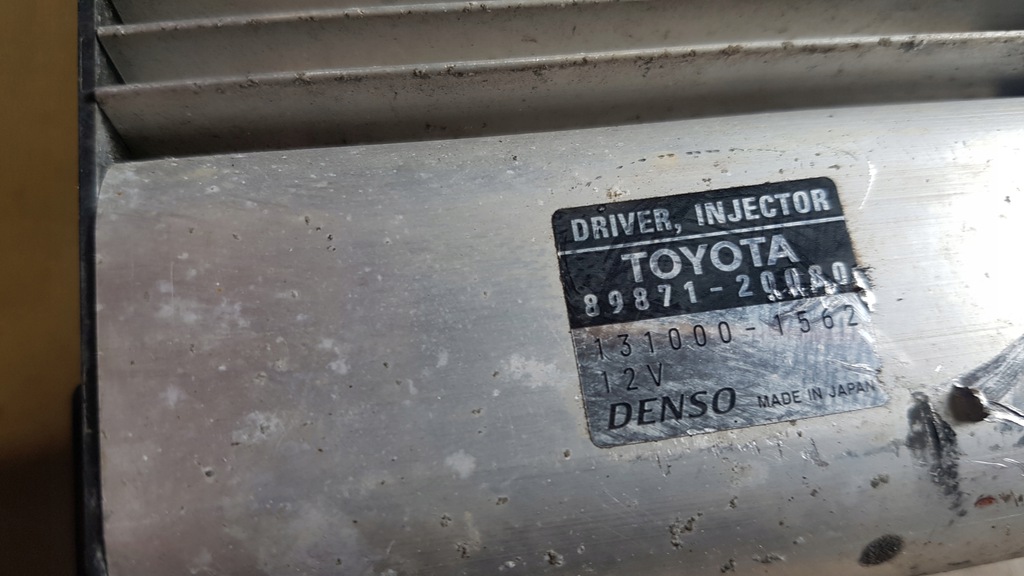 DRIVER, INJECTOR
TOYOTA
89871-20080
131000-1562
12V
DENSO MADE IN JAPAN